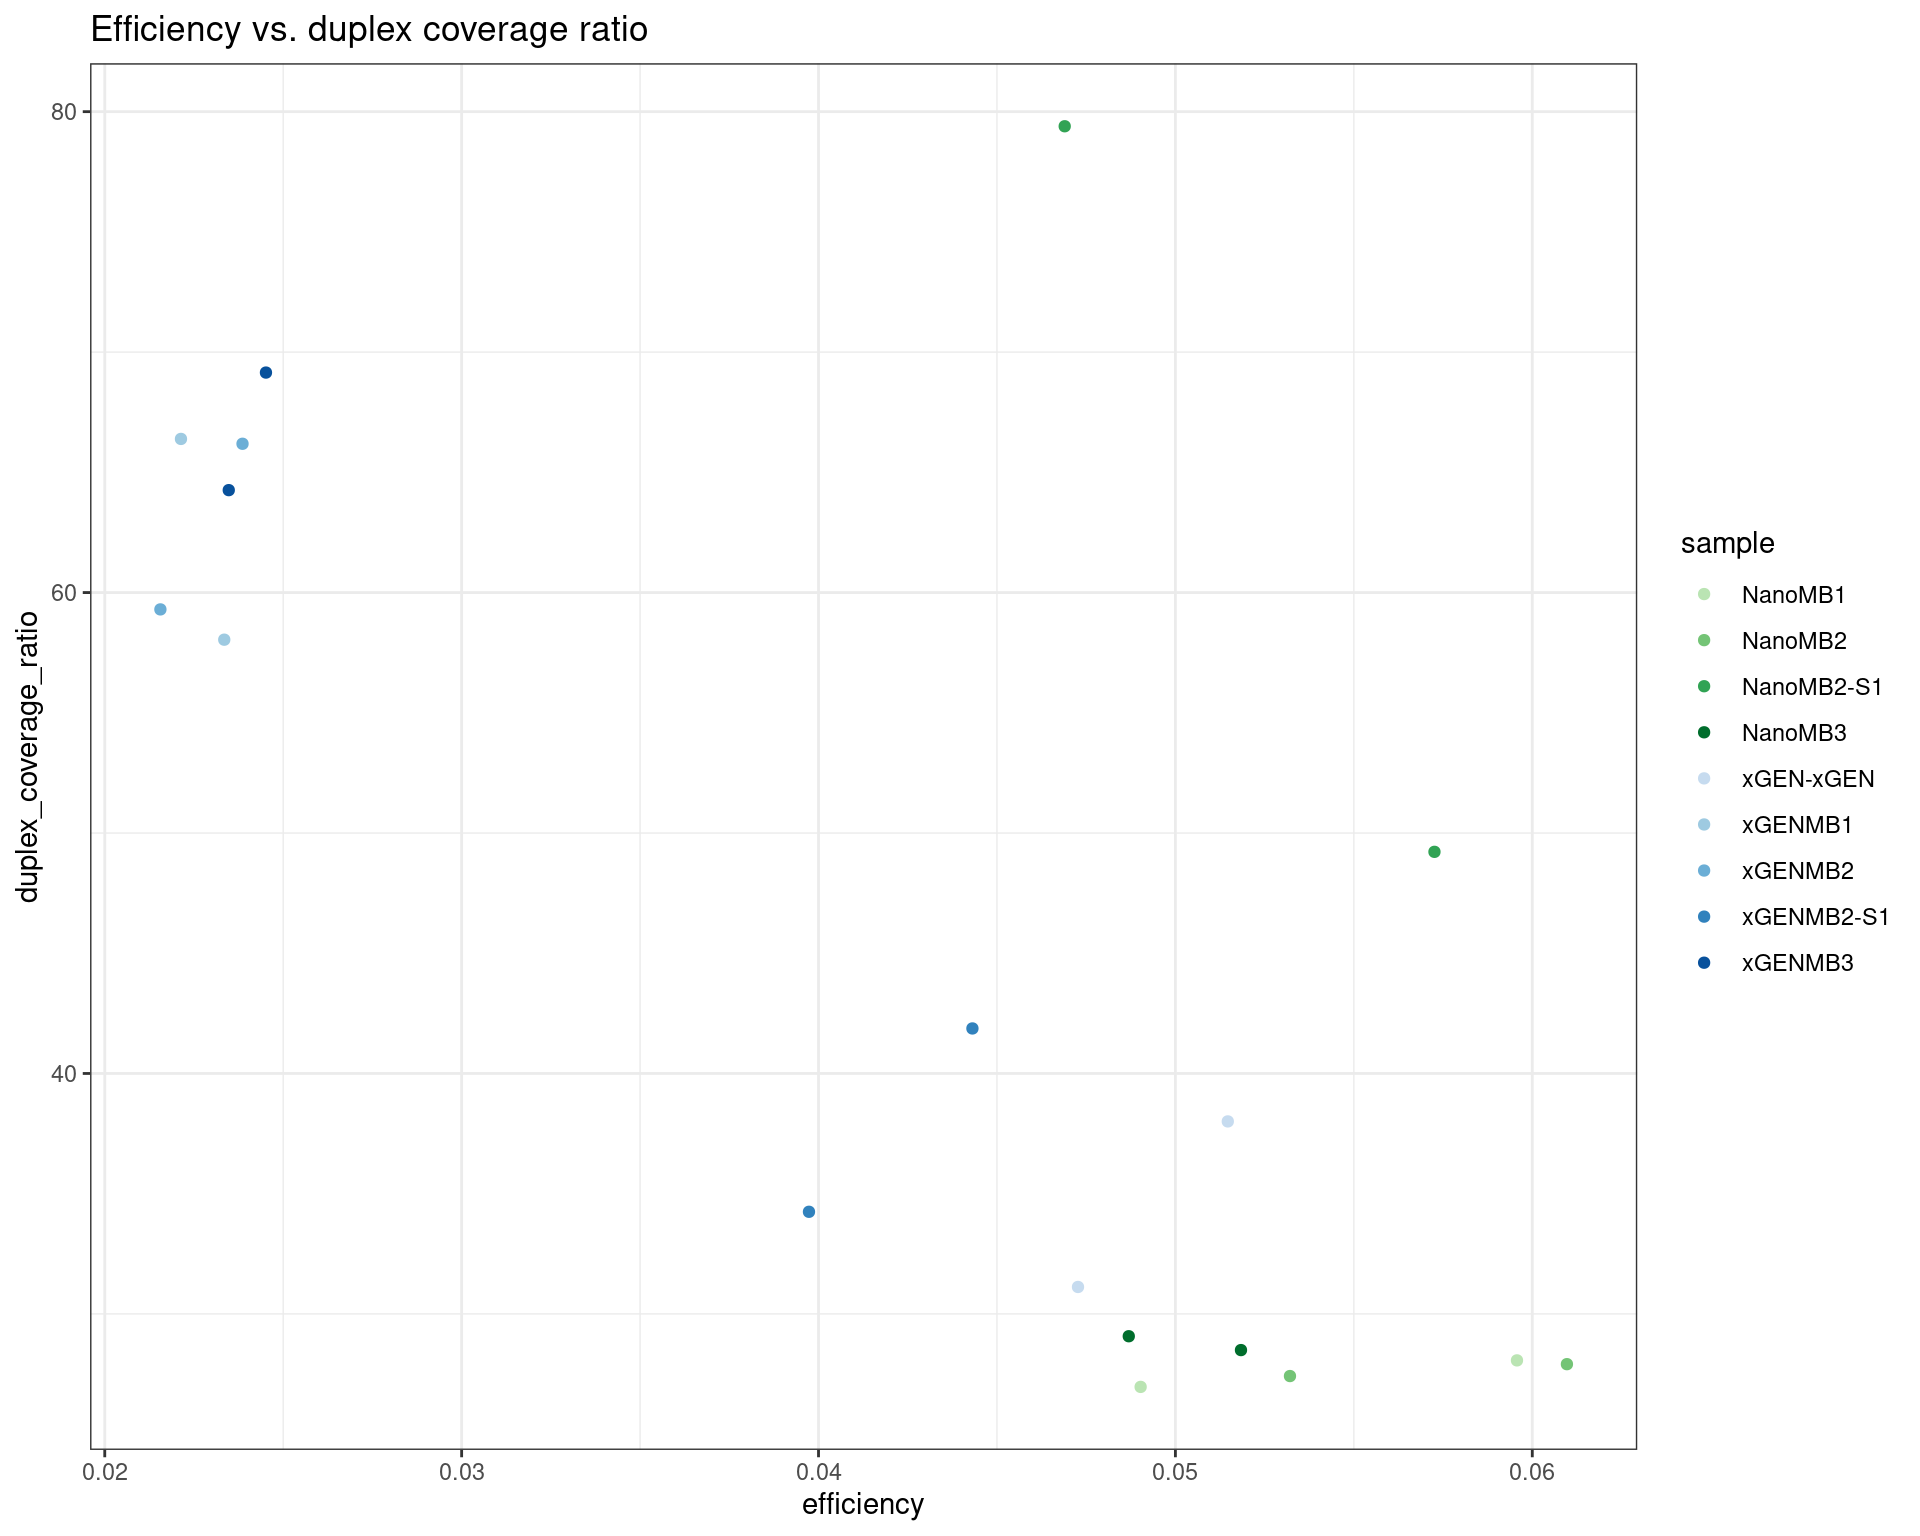 Efficiency vs. duplex coverage ratio
80
60
40
duplex_coverage_ratio
0.02
0.03
0.04
0.05
0.06
efficiency
sample
NanoMB1
NanoMB2
NanoMB2-S1
NanoMB3
xGEN-xGEN
xGENMB1
xGENMB2
xGENMB2-S1
xGENMB3